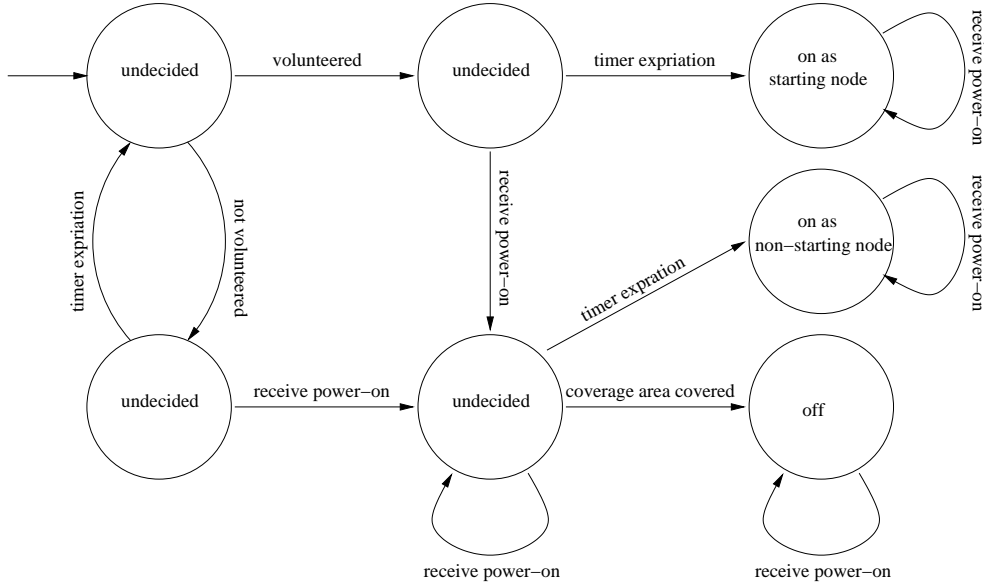 undecided
volunteered
undecided
timer expriation
on as
starting node
receive power−on
timer expriation
not volunteered
receive power−on
timer expration
on as
non−starting node
receive power−on
undecided
receive power−on
undecided
coverage area covered
off
receive power−on
receive power−on